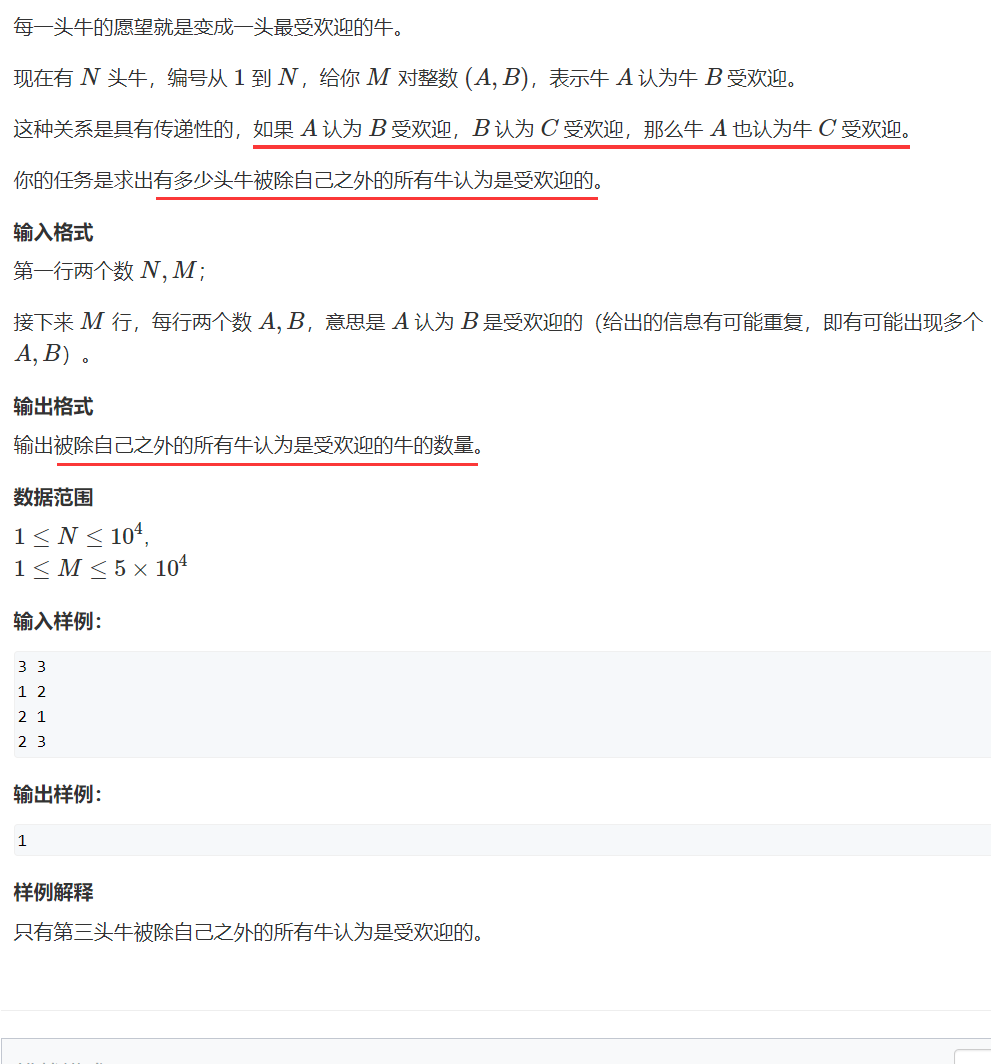 每一头牛的愿望就是变成一头最受欢迎的牛。
现在有 N 头牛，编号从 1 到 N，给你 M 对整数 (A, B)，表示牛 A 认为牛 B 受欢迎。
这种关系是具有传递性的，如果 A 认为 B 受欢迎，B 认为 C 受欢迎，那么牛 A 也认为牛 C 受欢迎。
你的任务是求出有多少头牛被除自己之外的所有牛认为是受欢迎的。
输入格式
第一行两个数 N, M；
接下来 M 行，每行两个数 A, B，意思是 A 认为 B 是受欢迎的（给出的信息有可能重复，即有可能出现多个
A, B）。
输出格式
输出被除自己之外的所有牛认为是受欢迎的牛的数量。
数据范围
1 ≤ N ≤ 10⁴,
1 ≤ M ≤ 5 × 10⁴
输入样例：
3 3
1 2
2 1
2 3
输出样例：
1
样例解释
只有第三头牛被除自己之外的所有牛认为是受欢迎的。